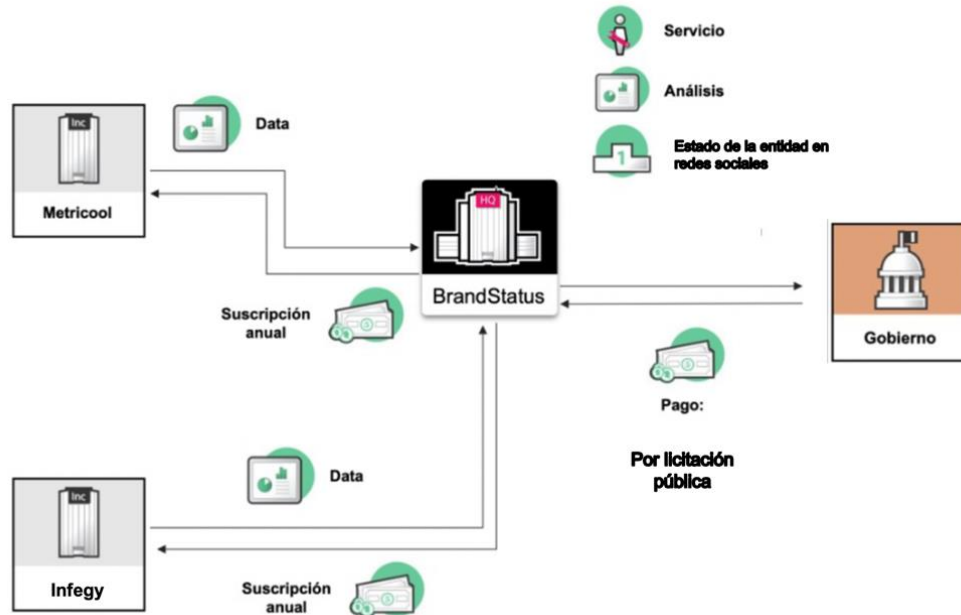 Servicio
Análisis
Estado de la entidad en
redes sociales
Inc
Data
Metricool
HQ
BrandStatus
Suscripción
anual
Gobierno
Pago:
Por licitación
pública
Inc
Data
Infegy
Suscripción
anual
1